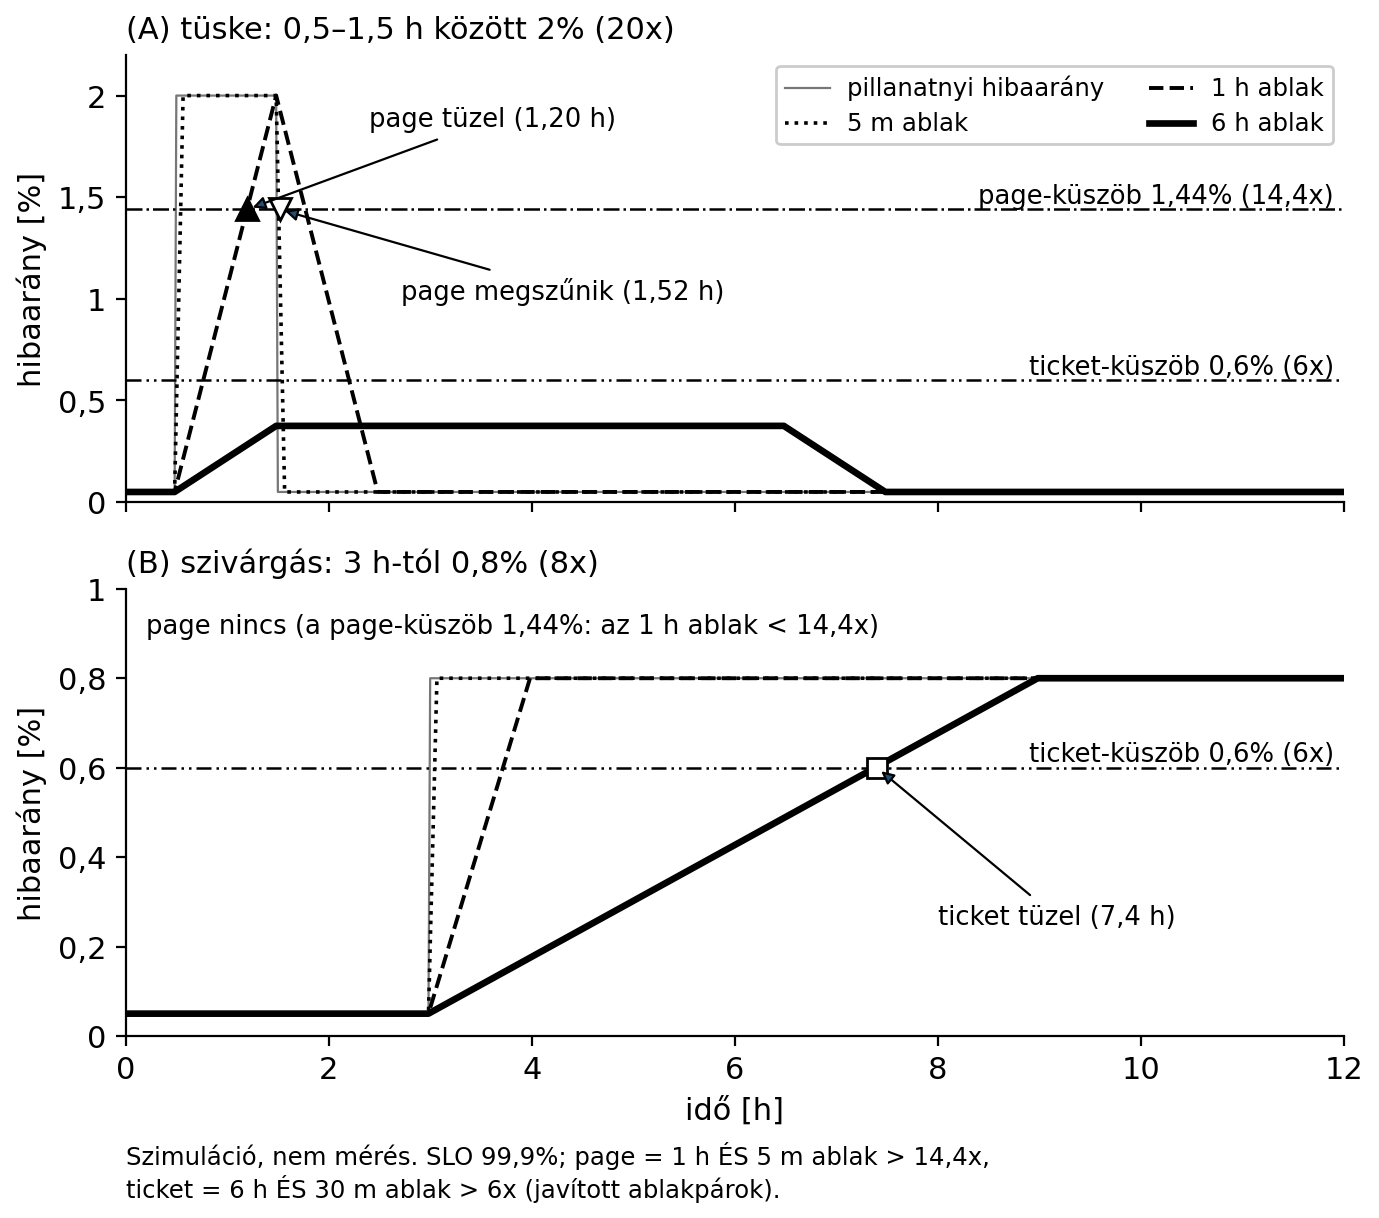 (A) tüske: 0,5–1,5 h között 2% (20x)
pillanatnyi hibaarány
5 m ablak
1 h ablak
6 h ablak
page tüzel (1,20 h)
page-küszöb 1,44% (14,4x)
page megszűnik (1,52 h)
ticket-küszöb 0,6% (6x)
hibaarány [%]
2
1,5
1
0,5
0
(B) szivárgás: 3 h-tól 0,8% (8x)
page nincs (a page-küszöb 1,44%: az 1 h ablak < 14,4x)
ticket-küszöb 0,6% (6x)
ticket tüzel (7,4 h)
hibaarány [%]
1
0,8
0,6
0,4
0,2
0
0 2 4 6 8 10 12
idő [h]
Szimuláció, nem mérés. SLO 99,9%; page = 1 h ÉS 5 m ablak > 14,4x,
ticket = 6 h ÉS 30 m ablak > 6x (javított ablakpárok).